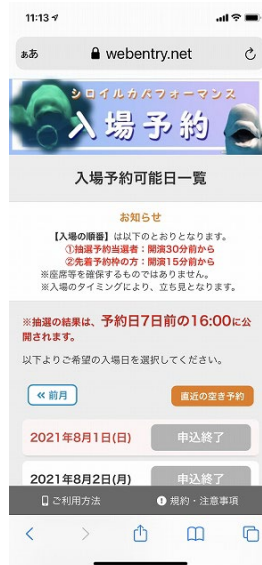 11:13
ああ webentry.net
シロイルカパフォーマンス
入場予約
入場予約可能日一覧
お知らせ
【入場の順番】は以下のとおりとなります。
①抽選予約当選者：開演30分前から
②先着予約枠の方：開演15分前から
※座席等を確保するものではありません。
※入場のタイミングにより、立ち見となります。
※抽選の結果は、予約日7日前の16:00に公
開されます。
以下よりご希望の入場日を選択してください。
≪前月 直近の空き予約
2021年8月1日(日) 申込終了
2021年8月2日(月) 申込終了
ご利用方法 規約・注意事項